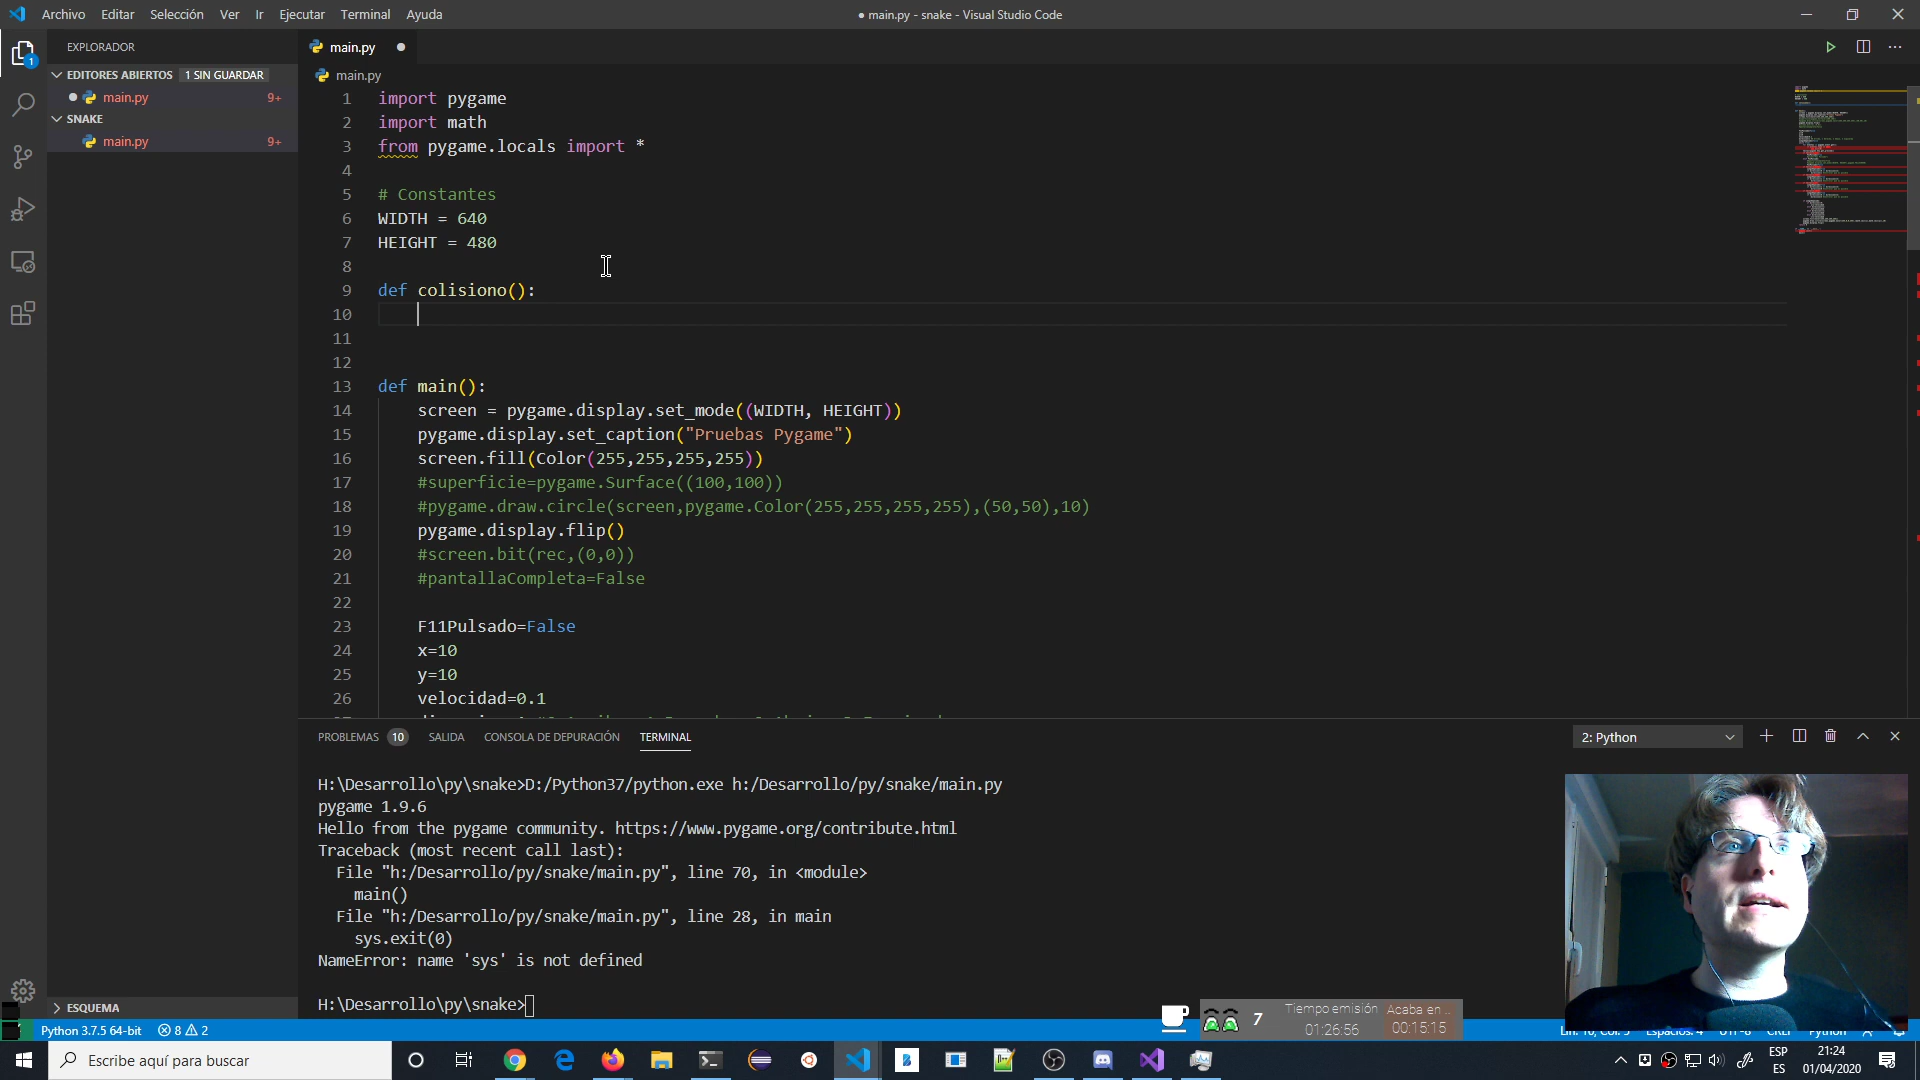 Archivo Editar Selección Ver Ir Ejecutar Terminal Ayuda
● main.py - snake - Visual Studio Code
EXPLORADOR
main.py
EDITORES ABIERTOS 1 SIN GUARDAR
main.py 9+
SNAKE
main.py 9+
main.py
1 import pygame
2 import math
3 from pygame.locals import *
4
5 # Constantes
6 WIDTH = 640
7 HEIGHT = 480
8
9 def colisiono():
10
11
12
13 def main():
14 screen = pygame.display.set_mode((WIDTH, HEIGHT))
15 pygame.display.set_caption("Pruebas Pygame")
16 screen.fill(Color(255,255,255,255))
17 #superficie=pygame.Surface((100,100))
18 #pygame.draw.circle(screen,pygame.Color(255,255,255,255),(50,50),10)
19 pygame.display.flip()
20 #screen.bit(rec,(0,0))
21 #pantallaCompleta=False
22
23 F11Pulsado=False
24 x=10
25 y=10
26 velocidad=0.1
PROBLEMAS 10 SALIDA CONSOLA DE DEPURACIÓN TERMINAL
2: Python
H:\Desarrollo\py\snake>D:/Python37/python.exe h:/Desarrollo/py/snake/main.py
pygame 1.9.6
Hello from the pygame community. https://www.pygame.org/contribute.html
Traceback (most recent call last):
File "h:/Desarrollo/py/snake/main.py", line 70, in <module>
main()
File "h:/Desarrollo/py/snake/main.py", line 28, in main
sys.exit(0)
NameError: name 'sys' is not defined
H:\Desarrollo\py\snake>
ESQUEMA
7
Tiempo emisión
01:26:56
Acaba en ..
00:15:15
Python 3.7.5 64-bit 8 2
Escribe aquí para buscar
ESP
ES
21:24
01/04/2020